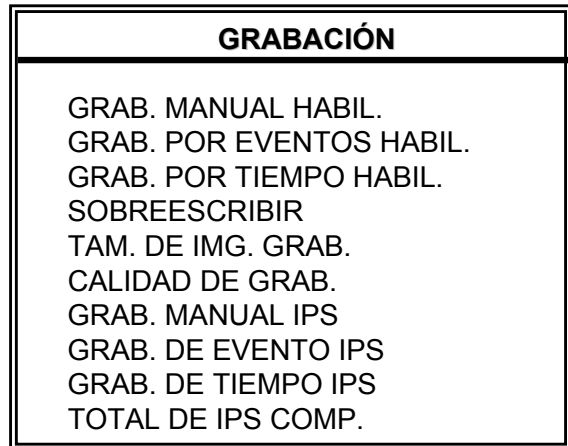 GRABACIÓN
GRAB. MANUAL HABIL.
GRAB. POR EVENTOS HABIL.
GRAB. POR TIEMPO HABIL.
SOBREESCRIBIR
TAM. DE IMG. GRAB.
CALIDAD DE GRAB.
GRAB. MANUAL IPS
GRAB. DE EVENTO IPS
GRAB. DE TIEMPO IPS
TOTAL DE IPS COMP.